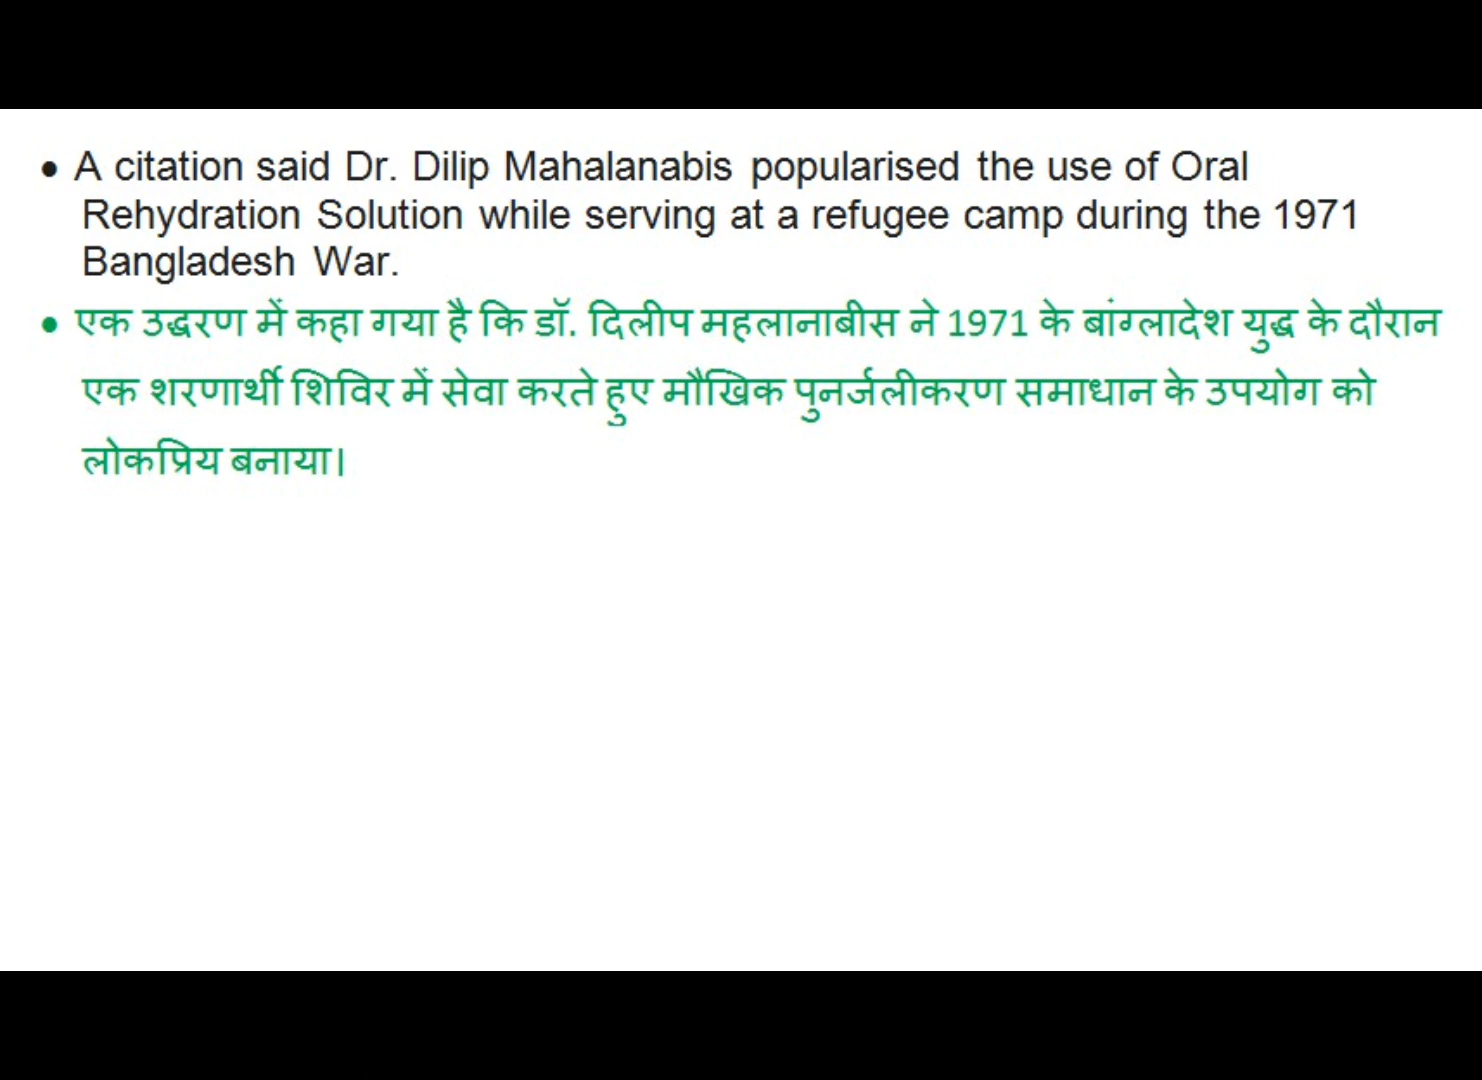 • A citation said Dr. Dilip Mahalanabis popularised the use of Oral
Rehydration Solution while serving at a refugee camp during the 1971
Bangladesh War.
• एक उद्धरण में कहा गया है कि डॉ. दिलीप महलानाबीस ने 1971 के बांग्लादेश युद्ध के दौरान
एक शरणार्थी शिविर में सेवा करते हुए मौखिक पुनर्जलीकरण समाधान के उपयोग को
लोकप्रिय बनाया।